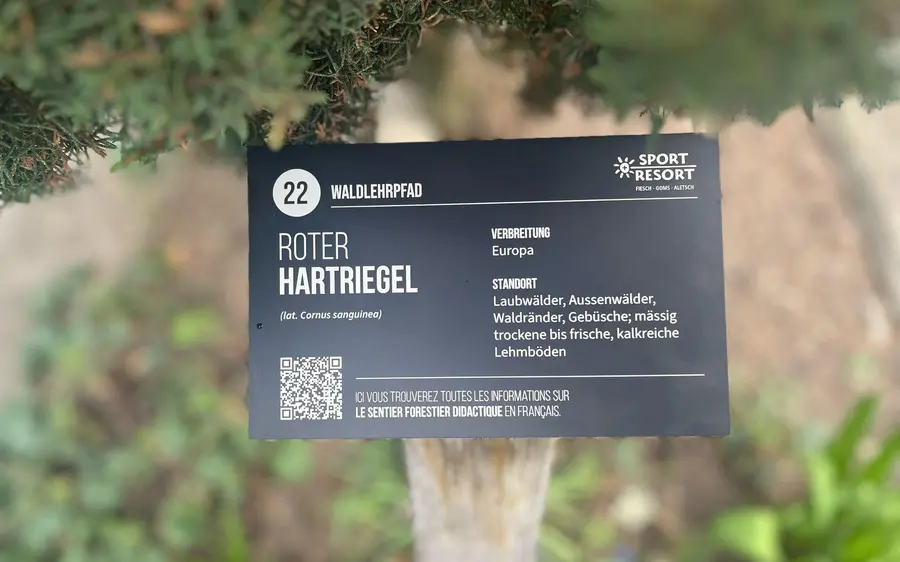 22
WALDLEHRPFAD
SPORT
RESORT
FIESCH - GOMS - ALETSCH
ROTER
HARTRIEGEL
(lat. Cornus sanguinea)
VERBREITUNG
Europa
STANDORT
Laubwälder, Aussenwälder,
Waldränder, Gebüsche; mässig
trockene bis frische, kalkreiche
Lehmböden
ICI VOUS TROUVEREZ TOUTES LES INFORMATIONS SUR
LE SENTIER FORESTIER DIDACTIQUE EN FRANÇAIS.